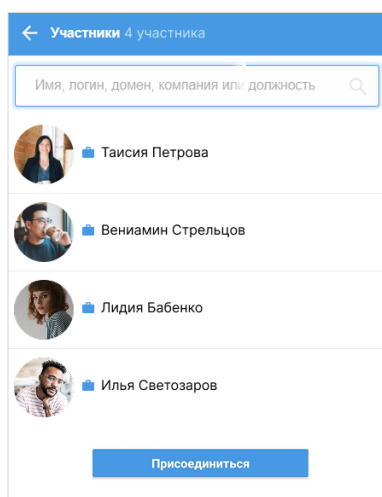 Участники 4 участника
Имя, логин, домен, компания или должность
Таисия Петрова
Вениамин Стрельцов
Лидия Бабенко
Илья Светозаров
Присоединиться